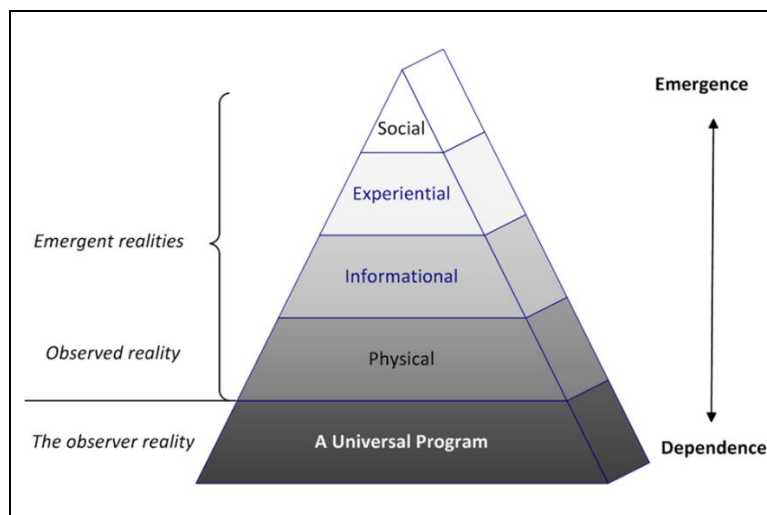 Emergence
Social
Experiential
Emergent realities
Informational
Observed reality
Physical
The observer reality
A Universal Program
Dependence